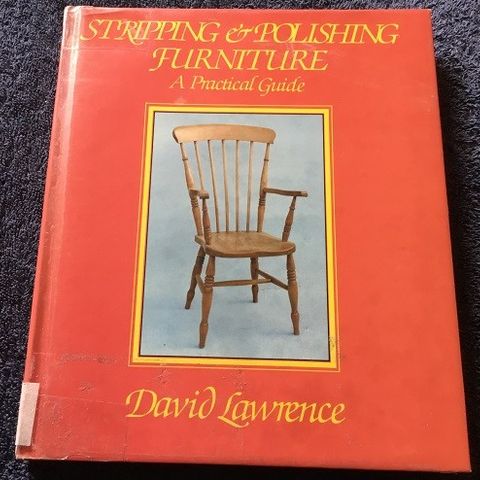 STRIPPING & POLISHING
FURNITURE
A Practical Guide
David Lawrence